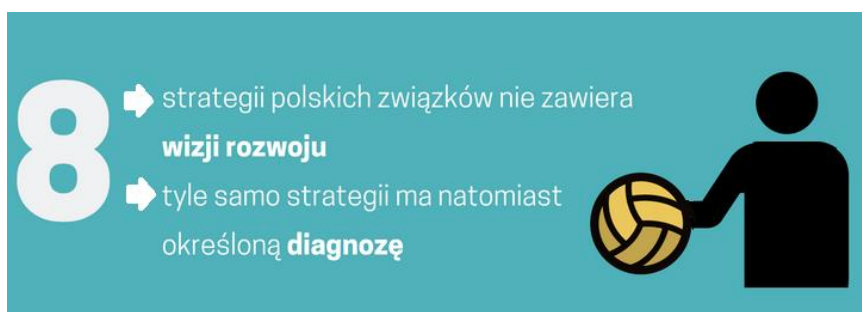 8
strategii polskich związków nie zawiera
wizji rozwoju
tyle samo strategii ma natomiast
określoną diagnozę